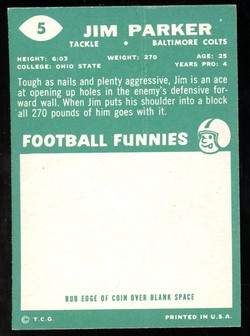 5
JIM PARKER
TACKLE • BALTIMORE COLTS
HEIGHT: 6:03 WEIGHT: 270 AGE: 25
COLLEGE: OHIO STATE YEARS PRO: 4
Tough as nails and plenty aggressive, Jim is an ace
at opening up holes in the enemy's defensive for-
ward wall. When Jim puts his shoulder into a block
all 270 pounds of him goes with it.
FOOTBALL FUNNIES
RUB EDGE OF COIN OVER BLANK SPACE
© T.C.G. PRINTED IN U.S.A.